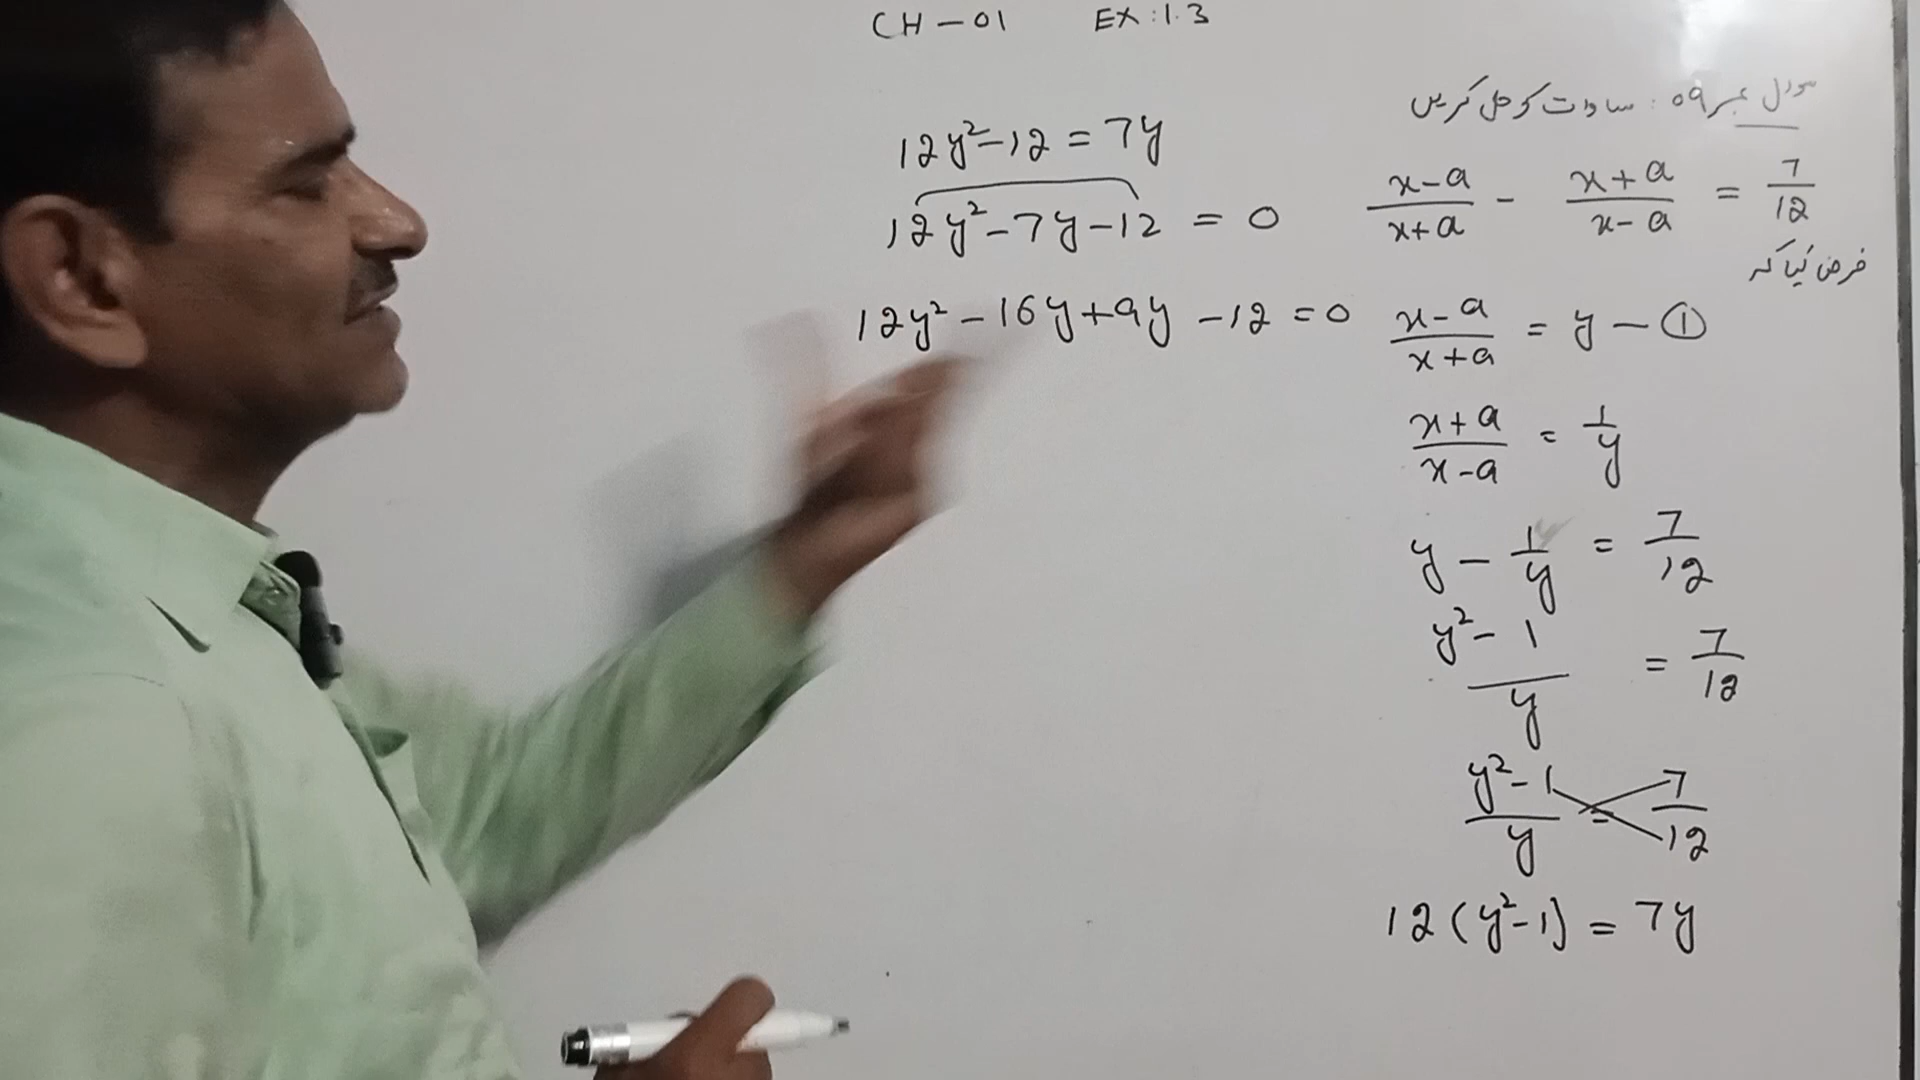 CH - 01 EX: 1.3
سوال نمبر 09: مساوات کو حل کریں
x-a/x+a - x+a/x-a = 7/12
فرض کیا کہ
x-a/x+a = y - ①
x+a/x-a = 1/y
y - 1/y = 7/12
y² - 1/y = 7/12
y² - 1/y = 7/12
12(y²-1) = 7y
12y² - 12 = 7y
12y² - 7y - 12 = 0
12y² - 16y + 9y - 12 = 0